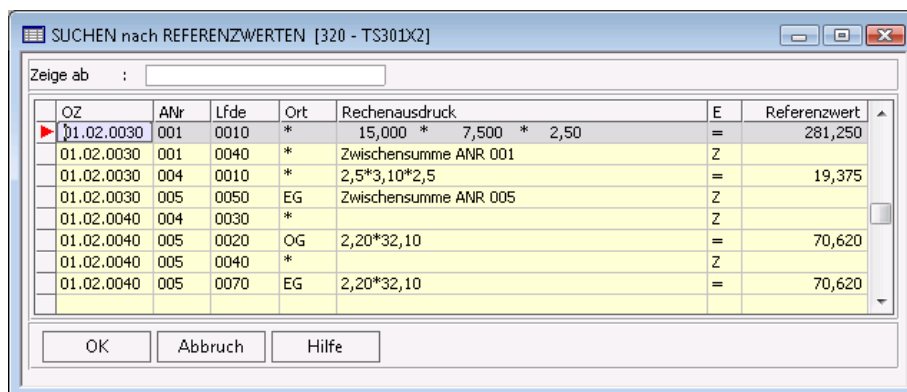 SUCHEN nach REFERENZWERTEN [320 - TS301X2]
Zeige ab :
OZ ANr Lfde Ort Rechenausdruck E Referenzwert
01.02.0030 001 0010 * 15,000 * 7,500 * 2,50 = 281,250
01.02.0030 001 0040 * Zwischensumme ANR 001 Z
01.02.0030 004 0010 * 2,5*3,10*2,5 = 19,375
01.02.0030 005 0050 EG Zwischensumme ANR 005 Z
01.02.0040 004 0030 * Z
01.02.0040 005 0020 OG 2,20*32,10 = 70,620
01.02.0040 005 0040 * Z
01.02.0040 005 0070 EG 2,20*32,10 = 70,620
OK Abbruch Hilfe